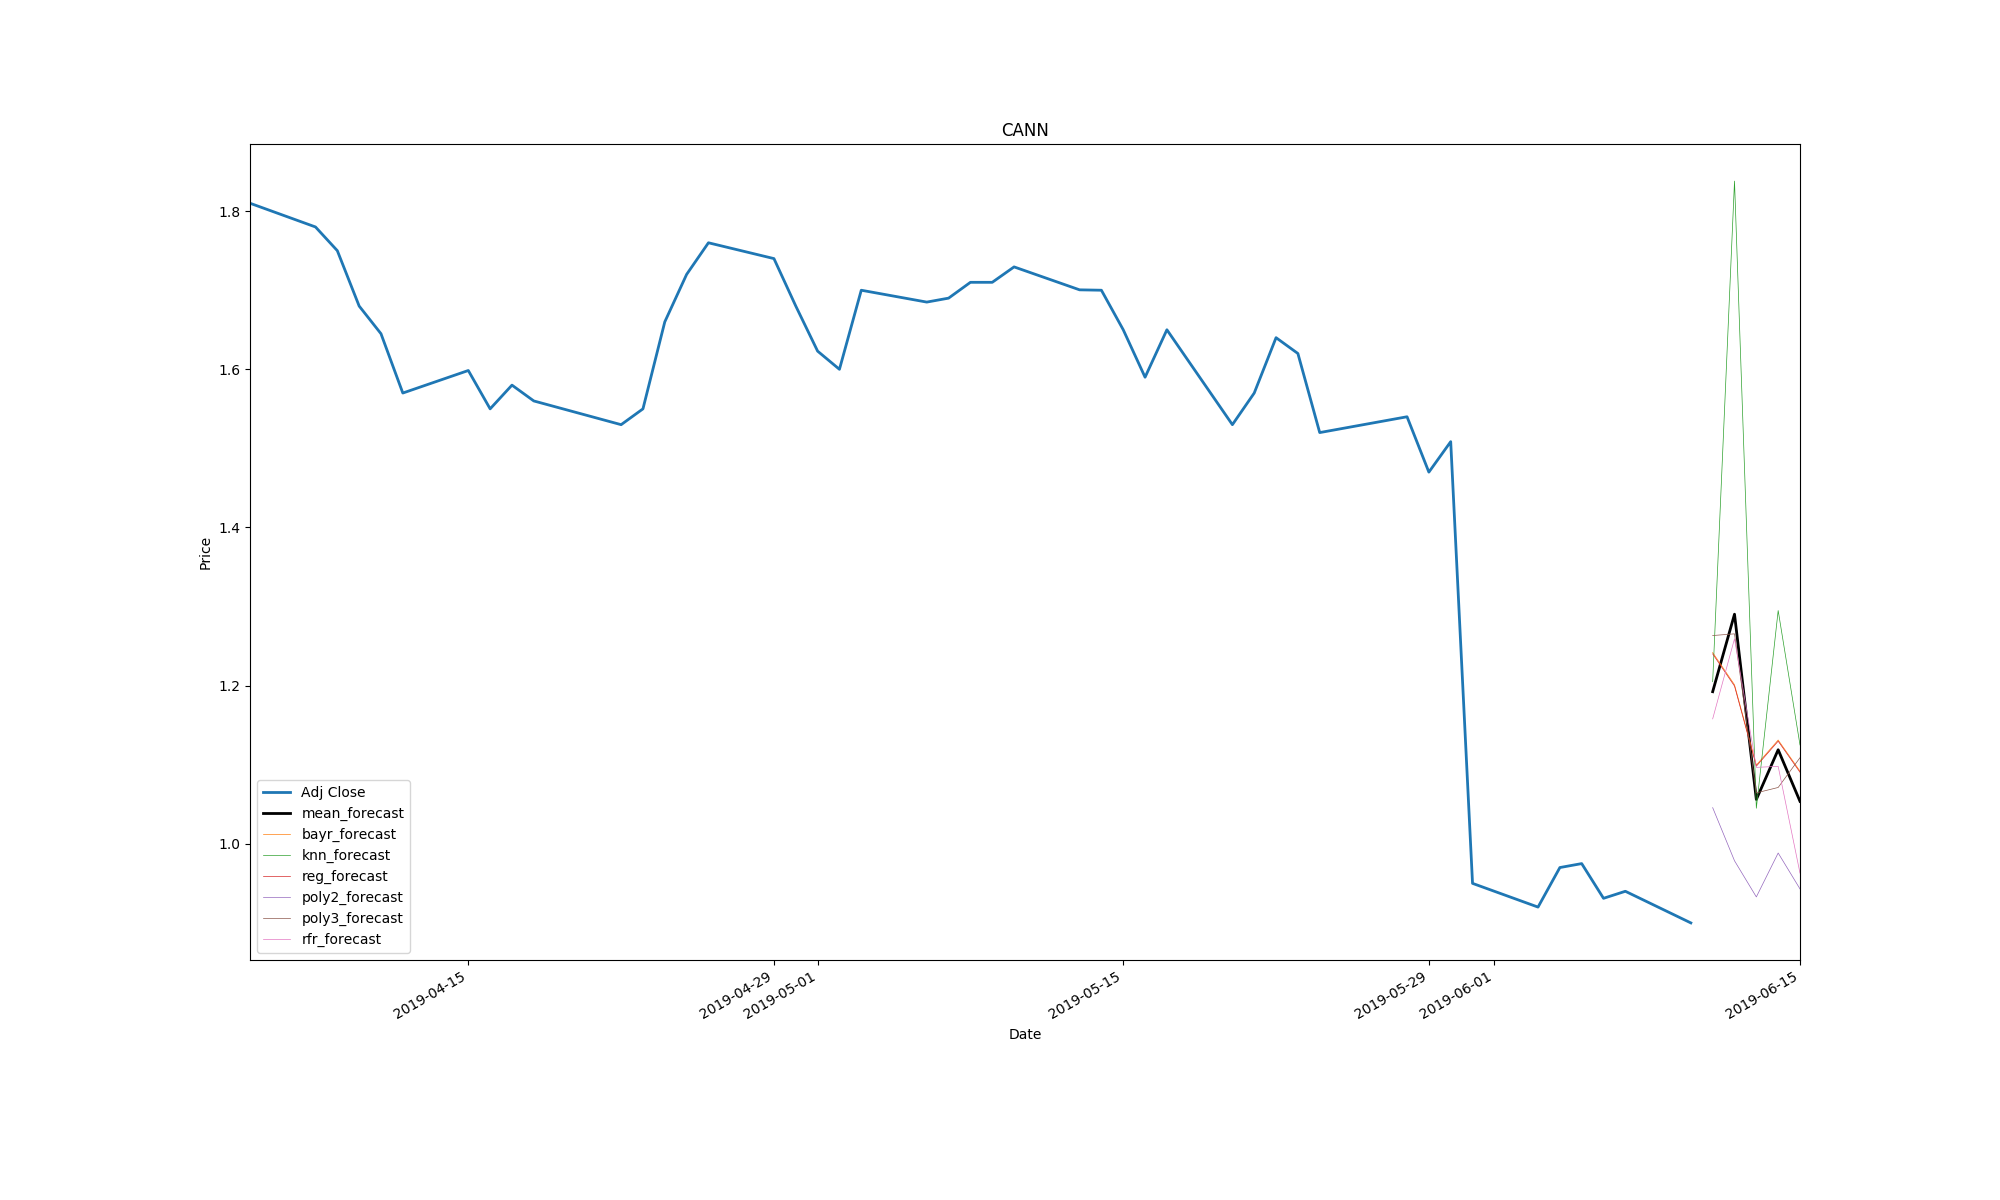 CANN
1.8
1.6
1.4
1.2
1.0
Price
Adj Close
mean_forecast
bayr_forecast
knn_forecast
reg_forecast
poly2_forecast
poly3_forecast
rfr_forecast
2019-04-15
2019-04-29
2019-05-01
2019-05-15
2019-05-29
2019-06-01
2019-06-15
Date